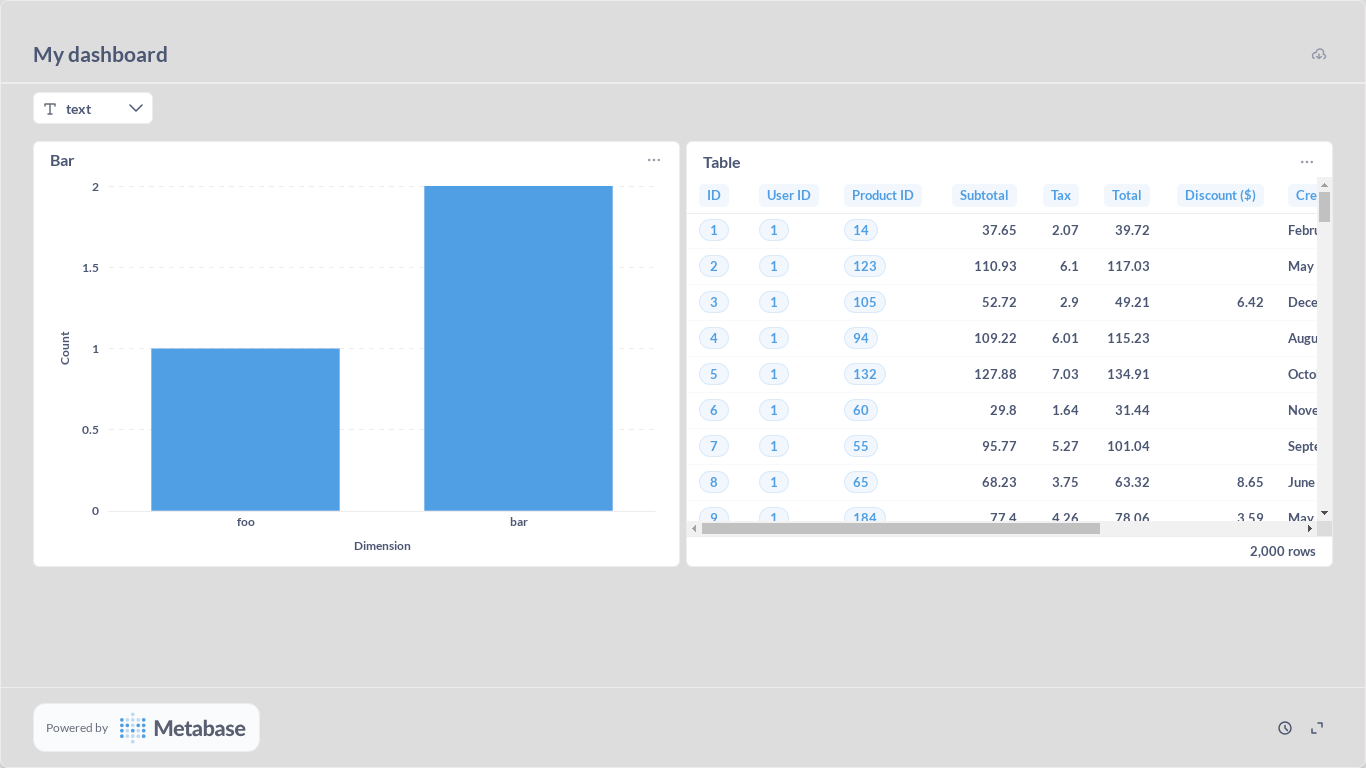 My dashboard
text
Bar
2
1.5
1
0.5
0
Count
foo bar
Dimension
Table
ID User ID Product ID Subtotal Tax Total Discount ($) Cre
1 1 14 37.65 2.07 39.72 Febru
2 1 123 110.93 6.1 117.03 May
3 1 105 52.72 2.9 49.21 6.42 Dece
4 1 94 109.22 6.01 115.23 Augu
5 1 132 127.88 7.03 134.91 Octo
6 1 60 29.8 1.64 31.44 Nove
7 1 55 95.77 5.27 101.04 Septe
8 1 65 68.23 3.75 63.32 8.65 June
9 1 184 77.4 4.26 78.06 3.59 May
2,000 rows
Powered by Metabase